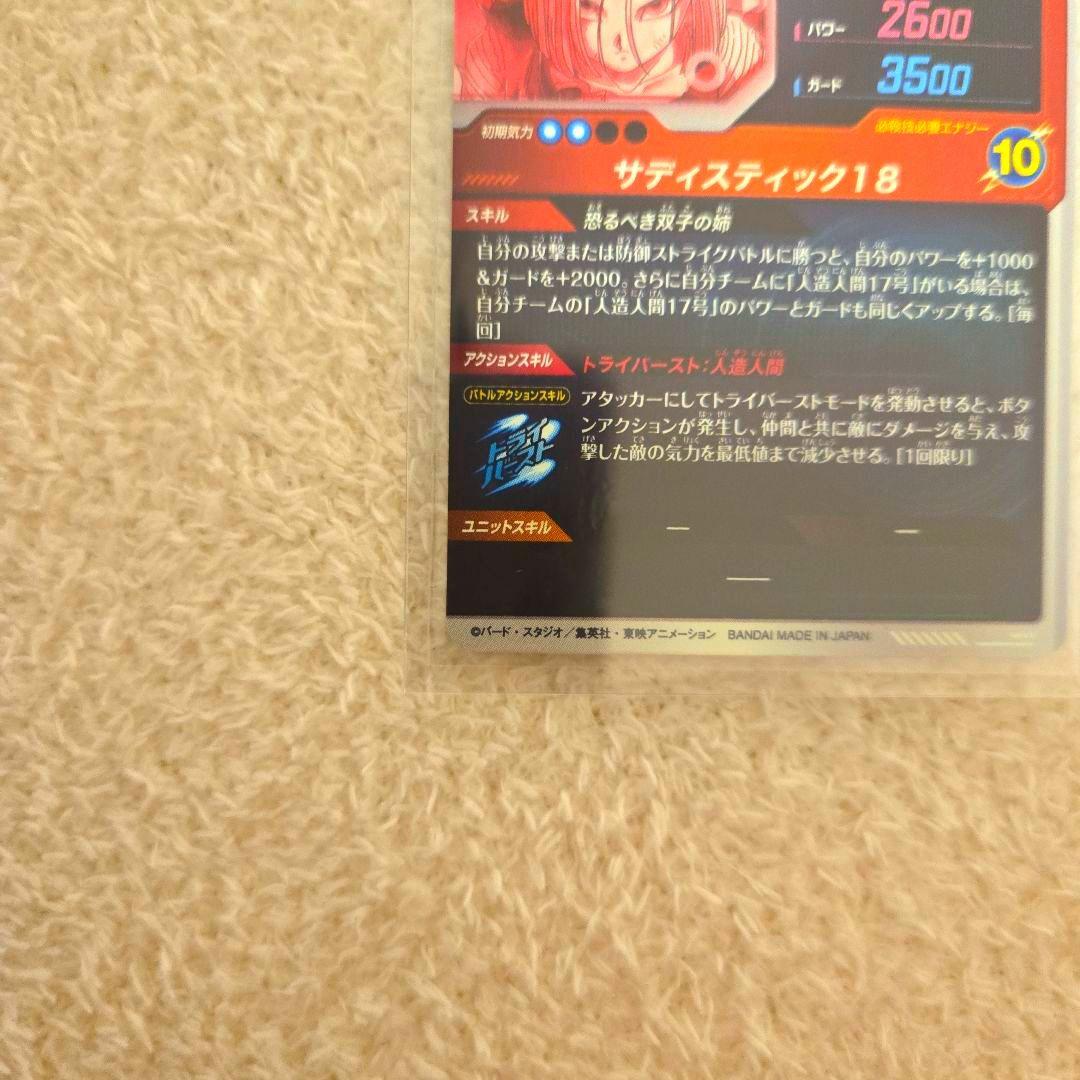 パワー 2600
ガード 3500
初期気力
必殺技必要エナジー
10
サディスティック18
スキル
恐るべき双子の姉
自分の攻撃または防御ストライクバトルに勝つと、自分のパワーを+1000
&ガードを+2000。さらに自分チームに「人造人間17号」がいる場合は、
自分チームの「人造人間17号」のパワーとガードも同じくアップする。[毎
回]
アクションスキル
トライバースト:人造人間
バトルアクションスキル
トライ
バースト
アタッカーにしてトライバーストモードを発動させると、ボタ
ンアクションが発生し、仲間と共に敵にダメージを与え、攻
撃した敵の気力を最低値まで減少させる。[1回限り]
ユニットスキル
― ―
―
©バード・スタジオ／集英社・東映アニメーション BANDAI MADE IN JAPAN